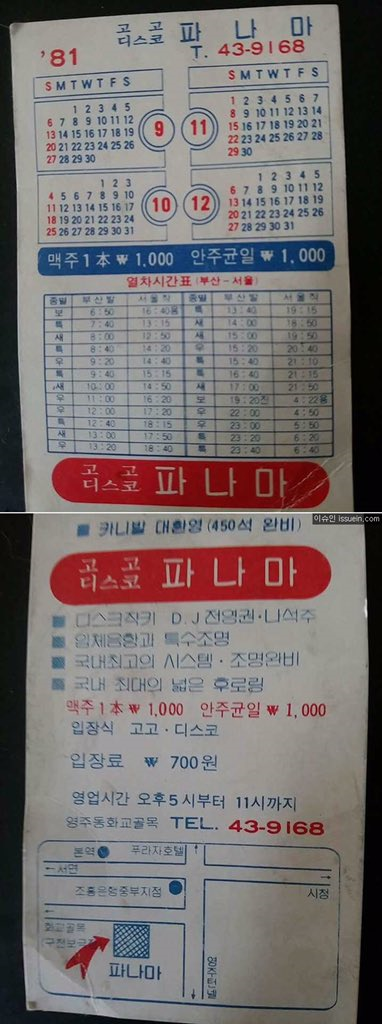 고고
디스코 파나마
'81 T. 43-9168
S M T W T F S S M T W T F S
1 2 3 4 5
6 7 8 9 10 11 12
13 14 15 16 17 18 19
20 21 22 23 24 25 26
27 28 29 30
9
11
1 2 3 4 5 6 7
8 9 10 11 12 13 14
15 16 17 18 19 20 21
22 23 24 25 26 27 28
29 30
1 2 3
4 5 6 7 8 9 10
11 12 13 14 15 16 17
18 19 20 21 22 23 24
25 26 27 28 29 30 31
10
12
1 2 3 4 5
6 7 8 9 10 11 12
13 14 15 16 17 18 19
20 21 22 23 24 25 26
27 28 29 30 31
맥주 1本 ₩ 1,000 안주균일 ₩ 1,000
열차시간표 (부산 - 서울)
종별 부산발 서울착 종별 부산발 서울착
보 6:50 16:40용 특 13:40 19:15
특 7:40 13:15 새 14:00 18:50
새 8:00 12:50 새 15:00 19:50
특 8:40 14:20 우 15:20 20:40
우 9:00 14:20 특 15:40 21:10
특 9:40 15:15 특 16:40 21:15
새 10:00 14:50 새 17:00 21:50
우 11:00 16:20 보 19:20진 4:22용
우 12:00 17:20 우 22:00 4:50
특 12:40 18:15 우 22:50 5:50
새 13:00 17:50 특 23:00 6:20
우 13:20 18:40 특 23:40 6:40
고고
디스코 파나마
이슈인 issuein.com
카니발 대환영 (450석 완비)
고고
디스코 파나마
디스크쟈키 D.J 전영권·나석주
입체음향과 특수조명
국내최고의 시스템·조명완비
국내 최대의 넓은 후로링
맥주 1本 ₩ 1,000 안주균일 ₩ 1,000
입장식 고고·디스코
입장료 ₩ 700원
영업시간 오후5시부터 11시까지
영주동화교골목 TEL. 43-9168
본역 푸라자호텔
서면
조흥은행중부지점
시청
화교골목
파나마
영주터널